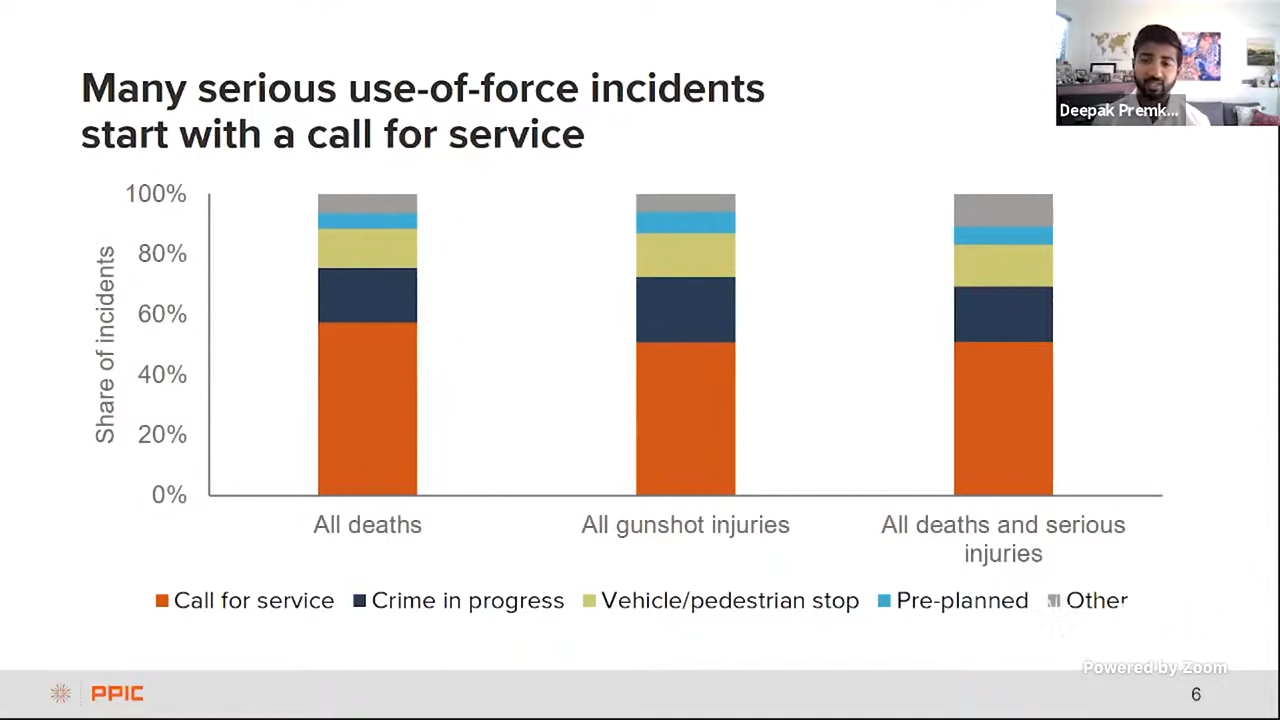 Many serious use-of-force incidents
start with a call for service
Deepak Premk...
100%
80%
60%
40%
20%
0%
Share of incidents
All deaths
All gunshot injuries
All deaths and serious
injuries
Call for service
Crime in progress
Vehicle/pedestrian stop
Pre-planned
Other
Powered by Zoom
PPIC
6